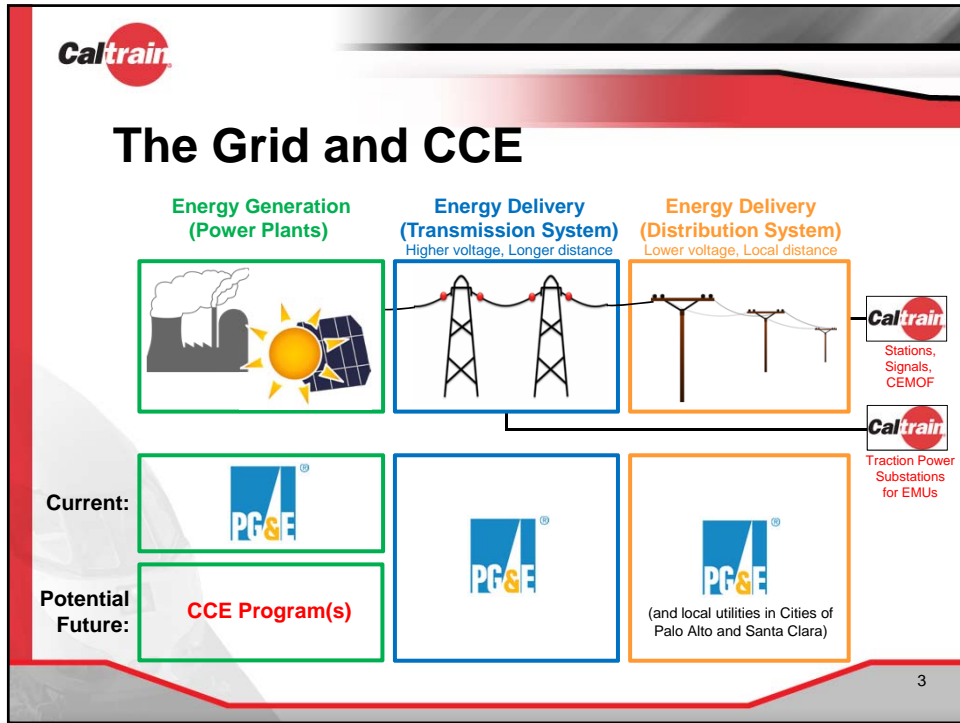 Caltrain
The Grid and CCE
Energy Generation
(Power Plants)
Energy Delivery
(Transmission System)
Higher voltage, Longer distance
Energy Delivery
(Distribution System)
Lower voltage, Local distance
Caltrain
Stations,
Signals,
CEMOF
Caltrain
Traction Power
Substations
for EMUs
Current:
PG&E®
PG&E®
PG&E®
(and local utilities in Cities of
Palo Alto and Santa Clara)
Potential
Future:
CCE Program(s)
3